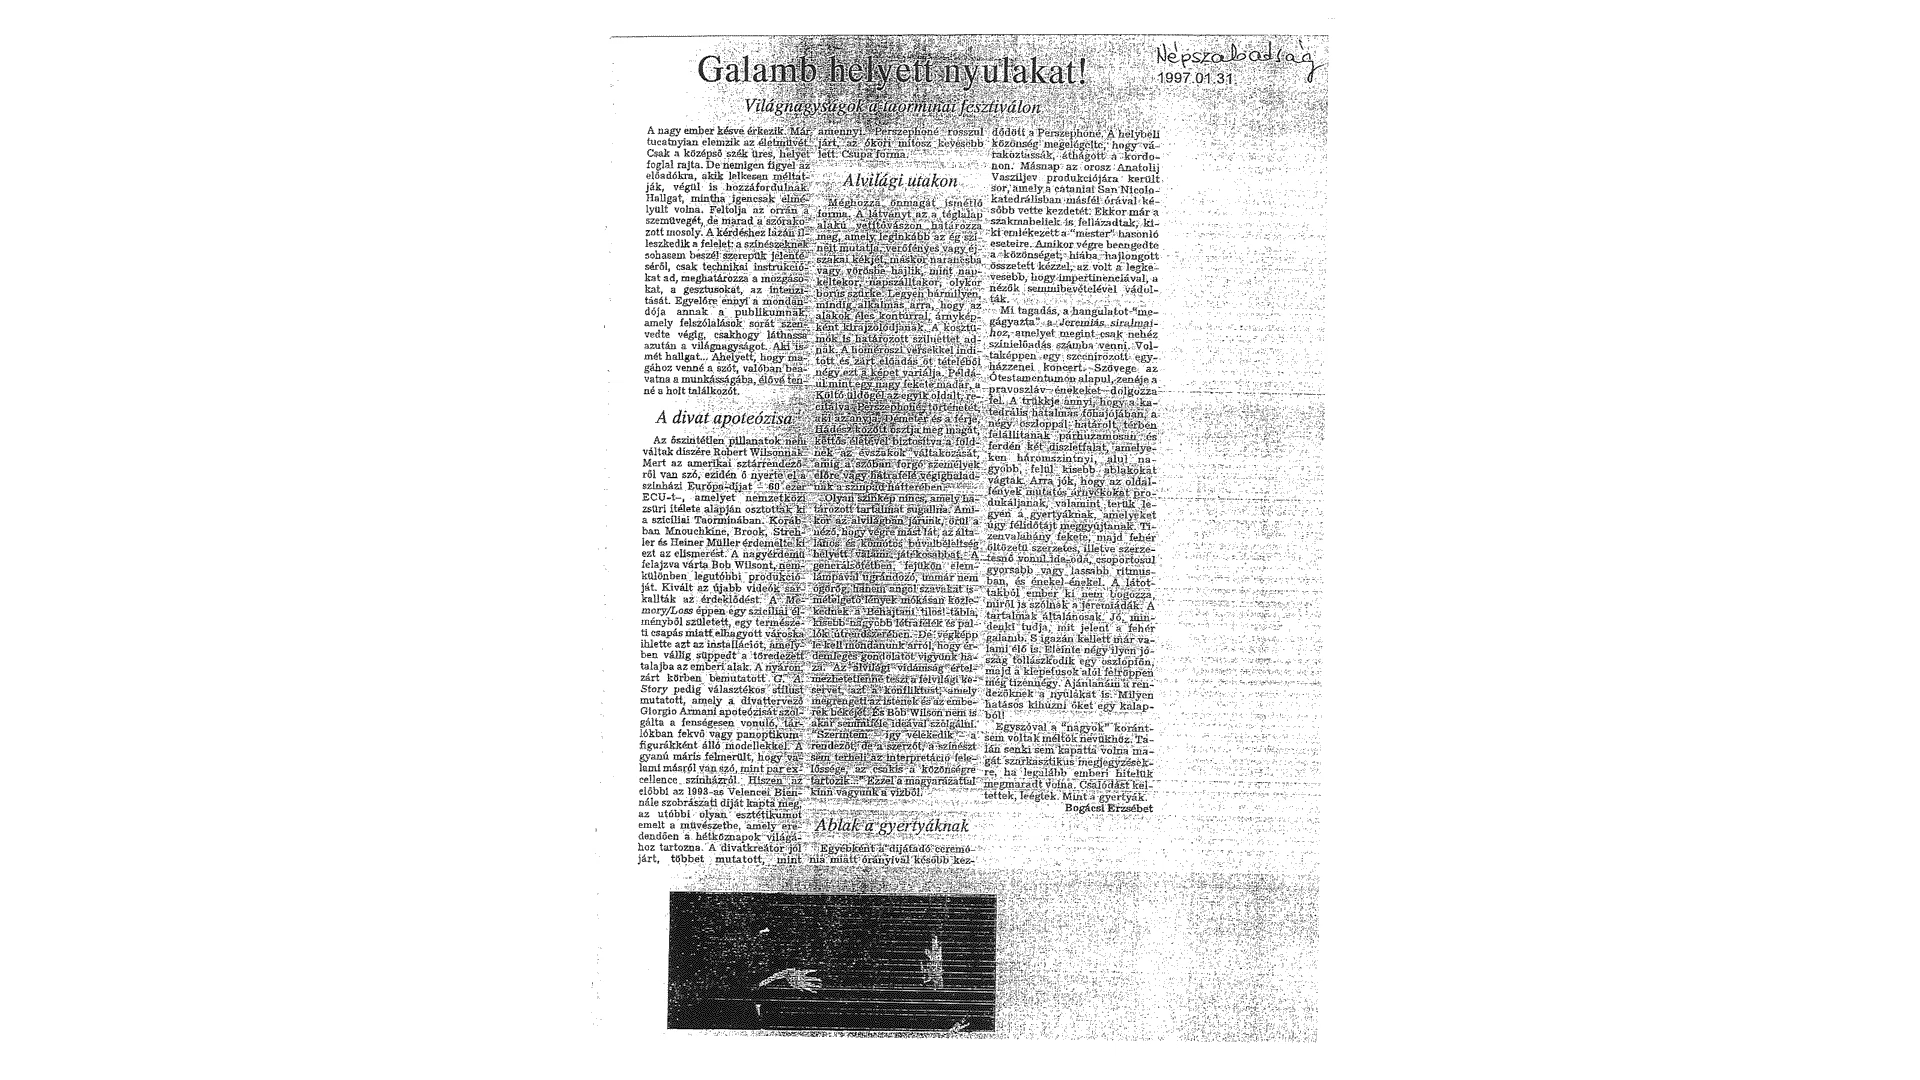 Népszabadság
1997.01.31.
Galamb helyett nyulakat!
Világnagyságok a taorminai fesztiválon
A nagy ember késve érkezik. Már
tucatnyian elemzik az életművét.
Csak a középső szék üres, helyet
foglal rajta. De nemigen figyel az
előadókra, akik lelkesen méltat-
ják, végül is hozzáfordulnak.
Hallgat, mintha igencsak elmé-
lyült volna. Feltolja az orrán a
szemüvegét, de marad a szórako-
zott mosoly. A kérdéshez lazán il-
leszkedik a felelet: a színészeknek
sohasem beszél szerepük jelenté-
séről, csak technikai instrukció-
kat ad, meghatározza a mozgáso-
kat, a gesztusokat, az intenzi-
tását. Egyelőre ennyi a mondan-
dója annak a publikumnak,
amely felszólalások sorát szen-
vedte végig, csakhogy láthassa
azután a világnagyságot. Aki is-
mét hallgat... Ahelyett, hogy ma-
gához venné a szót, valóban bea-
vatna a munkásságába, élővé ten-
né a holt találkozót.
A divat apoteózisa
Az őszintétlen pillanatok nem
váltak díszére Robert Wilsonnak.
Mert az amerikai sztárrendező-
ről van szó, ezidén ő nyerte el a
színházi Európa-díjat - 60 ezer
ECU-t-, amelyet nemzetközi
zsűri ítélete alapján osztottak ki
a szicíliai Taorminában. Koráb-
ban Mnouchkine, Brook, Streh-
ler és Heiner Müller érdemelte ki
ezt az elismerést. A nagyérdemű
felajzva várta Bob Wilsont, nem-
különben legutóbbi produkció-
ját. Kivált az újabb videók sar-
kallták az érdeklődést. A Me-
mory/Loss éppen egy szicíliai él-
ményből született, egy természe-
ti csapás miatt elhagyott városka
ihlette azt az installációt, amely-
ben vállig süppedt a töredezett
talajba az emberi alak. A nyáron,
zárt körben bemutatott G. A.
Story pedig választékos stílust
mutatott, amely a divattervező
Giorgio Armani apoteózisát szol-
gálta a fenségesen vonuló, tár-
lókban fekvő vagy panoptikum-
figurákként álló modellekkel. A
gyanú máris felmerült, hogy va-
lami másról van szó, mint par ex-
cellence színházról. Hiszen az
előbbi az 1993-as Velencei Bien-
nále szobrászati díját kapta meg,
az utóbbi olyan esztétikumot
emelt a művészetbe, amely ere-
dendően a hétköznapok világá-
hoz tartozna. A divatkreátor jól
járt, többet mutatott, mint
amennyi. Perszephoné rosszul
járt, az ókori mítosz kevesebb
lett. Csupa forma.
Alvilági utakon
Méghozzá önmagát ismétlő
forma. A látványt az a téglalap
alakú vetítővászon határozza
meg, amely leginkább az ég szí-
neit mutatja, verőfényes vagy éj-
szakai kékjét, máskor narancsba
vagy vörösbe hajlik, mint nap-
keltekor, napszálltakor, olykor
borús szürke. Legyen bármilyen,
mindig alkalmas arra, hogy az
alakok éles kontúrral, árnykép-
ként kirajzolódjanak. A kosztü-
mök is határozott sziluettet ad-
nak. A homéroszi versekkel indí-
tott és zárt előadás öt tételéből
négy ezt a képet variálja. Példá-
ul mint egy nagy fekete madár, a
Költő üldögél az egyik oldalt, re-
citálva Perszephoné történetét,
aki az anyja, Démétér és a férje,
Hádész között osztja meg magát,
kettős életével biztosítva a föld-
nek az évszakok váltakozását,
amíg a szóban forgó személyek
előre vagy hátrafelé végighalad-
nak a színpad hátterében.
Olyan színkép nincs, amely ha-
tározott tartalmat sugallna. Ami-
kor az alvilágban járunk, örül a
néző, hogy végre mást lát, az álta-
lános és kómótos búvalbéleltség
helyett valami játékosabbat. A
generálsötétben, fejükön elem-
lámpával ugrándozó, immár nem
ógörög, hanem angol szavakat is-
mételgető lények mókásan közle-
kednek a Behajtani tilos!-tábla,
kisebb-nagyobb létrafélék és pal-
lók útrendszerében. De végképp
le kell mondanunk arról, hogy ér-
demleges gondolatot vigyünk ha-
za. Az alvilági vidámság értel-
mezhetetlenné teszi a felvilági ke-
servet, azt a konfliktust, amely
megrengeti az istenek és az embe-
rek békéjét. És Bob Wilson nem is
akar semmiféle ideával szolgálni.
"Szerintem - így vélekedik - a
rendezőt, de a szerzőt, a színészt
sem terheli az interpretáció fele-
lőssége, az csakis a közönségre
tartozik..." Ezzel a magyarázattal
kinn vagyunk a vízből.
Ablak a gyertyáknak
Egyébként a díjátadó ceremó-
nia miatt órányival később kez-
dődött a Perszephoné. A helybeli
közönség megelégelte, hogy vá-
rakoztassák, áthágott a kordo-
non. Másnap az orosz Anatolij
Vasziljev produkciójára került
sor, amely a cataniai San Nicolo-
katedrálisban másfél órával ké-
sőbb vette kezdetét: Ekkor már a
szakmabeliek is fellázadtak, ki-
ki emlékezett a "mester" hasonló
eseteire. Amikor végre beengedte
a közönséget, hiába hajlongott
összetett kézzel, az volt a legke-
vesebb, hogy impertinenciával, a
nézők semmibevételével vádol-
ták.
Mi tagadás, a hangulatot "me-
gágyazta" a Jeremiás siralmai-
hoz, amelyet megint csak nehéz
színielőadás számba venni. Vol-
taképpen egy szcenírozott egy-
házzenei koncert. Szövege az
Ótestamentumon alapul, zenéje a
pravoszláv énekeket dolgozza
fel. A trükkje annyi, hogy a ka-
tedrális hatalmas főhajójában, a
négy oszloppal határolt térben
felállítanak párhuzamosan és
ferdén két díszletfalat, amelye-
ken háromszintnyi, alul na-
gyobb, felül kisebb ablakokat
vágtak. Arra jók, hogy az oldal-
fények mutatós árnyékokat pro-
dukáljanak, valamint terük le-
gyen a gyertyáknak, amelyeket
úgy félidőtájt meggyújtanak. Ti-
zenvalahány fekete, majd fehér
öltözetű szerzetes, illetve szerze-
tesnő vonul ide-oda, csoportosul
gyorsabb vagy lassabb ritmus-
ban, és énekel-énekel. A látot-
takból ember ki nem bogozza,
miről is szólnak a jeremiádák. A
tartalmak általánosak. Jó, min-
denki tudja, mit jelent a fehér
galamb. S igazán kellett már va-
lami élő is. Eleinte négy ilyen jó-
szág tollászkodik egy oszlopfőn,
majd a klepetusok alól felröppen
még tizennégy. Ajánlanám a ren-
dezőknek a nyulakat is. Milyen
hatásos kihúzni őket egy kalap-
ból!
Egyszóval a "nagyok" koránt-
sem voltak méltók nevükhöz. Ta-
lán senki sem kapatta volna ma-
gát szarkasztikus megjegyzések-
re, ha legalább emberi hitelük
megmaradt volna. Csalódást kel-
tettek, leégtek. Mint a gyertyák.
Bogácsi Erzsébet